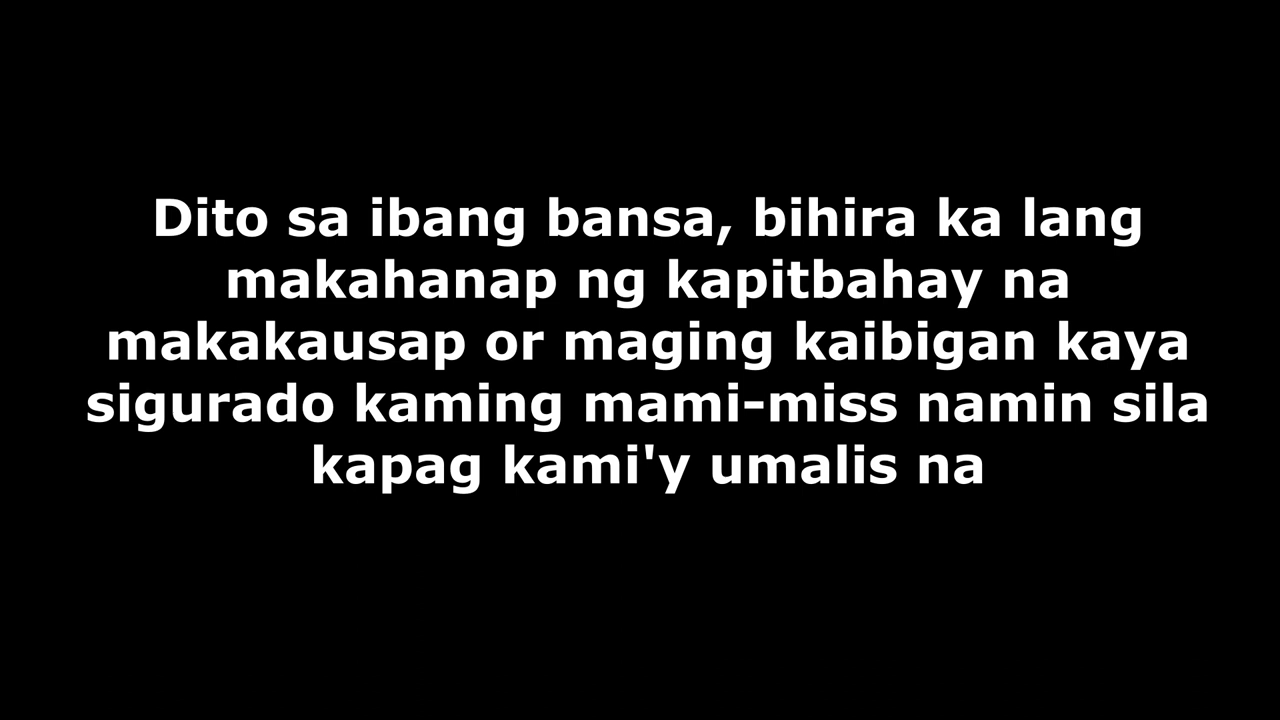 Dito sa ibang bansa, bihira ka lang
makahanap ng kapitbahay na
makakausap or maging kaibigan kaya
sigurado kaming mami-miss namin sila
kapag kami'y umalis na